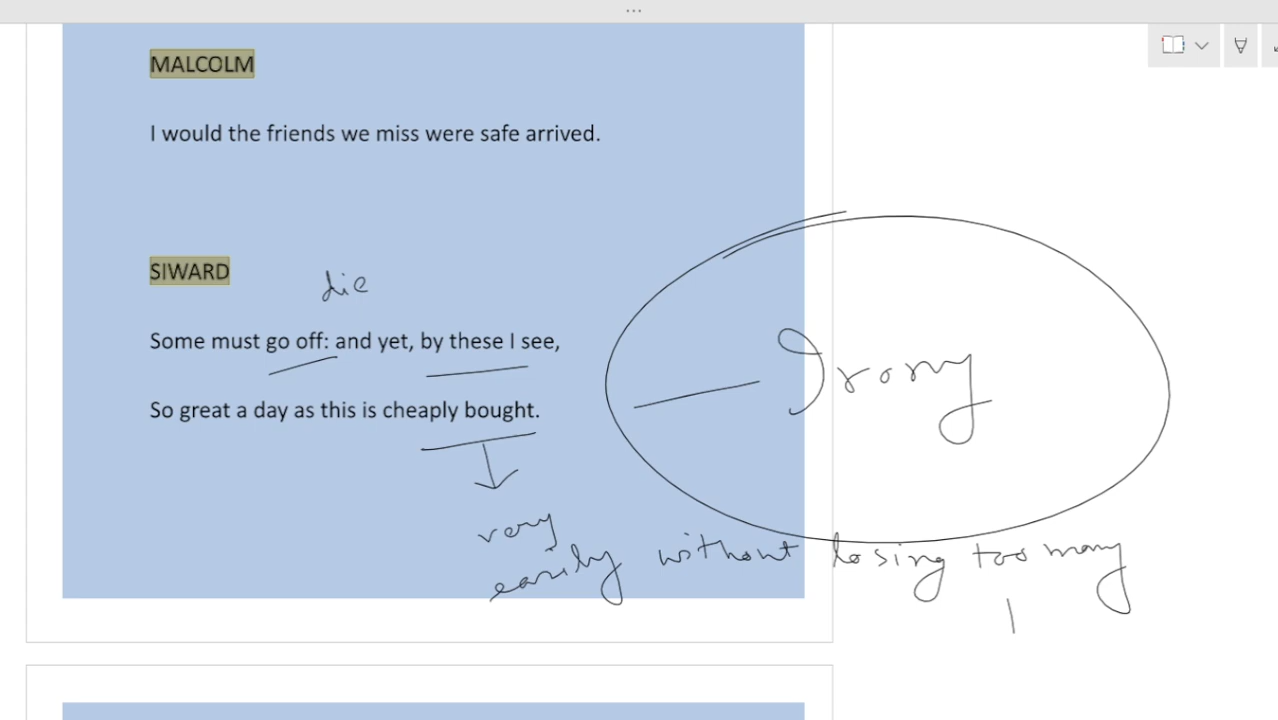 MALCOLM
I would the friends we miss were safe arrived.
SIWARD
die
Some must go off: and yet, by these I see,
So great a day as this is cheaply bought.
Irony
very
easily without losing too many